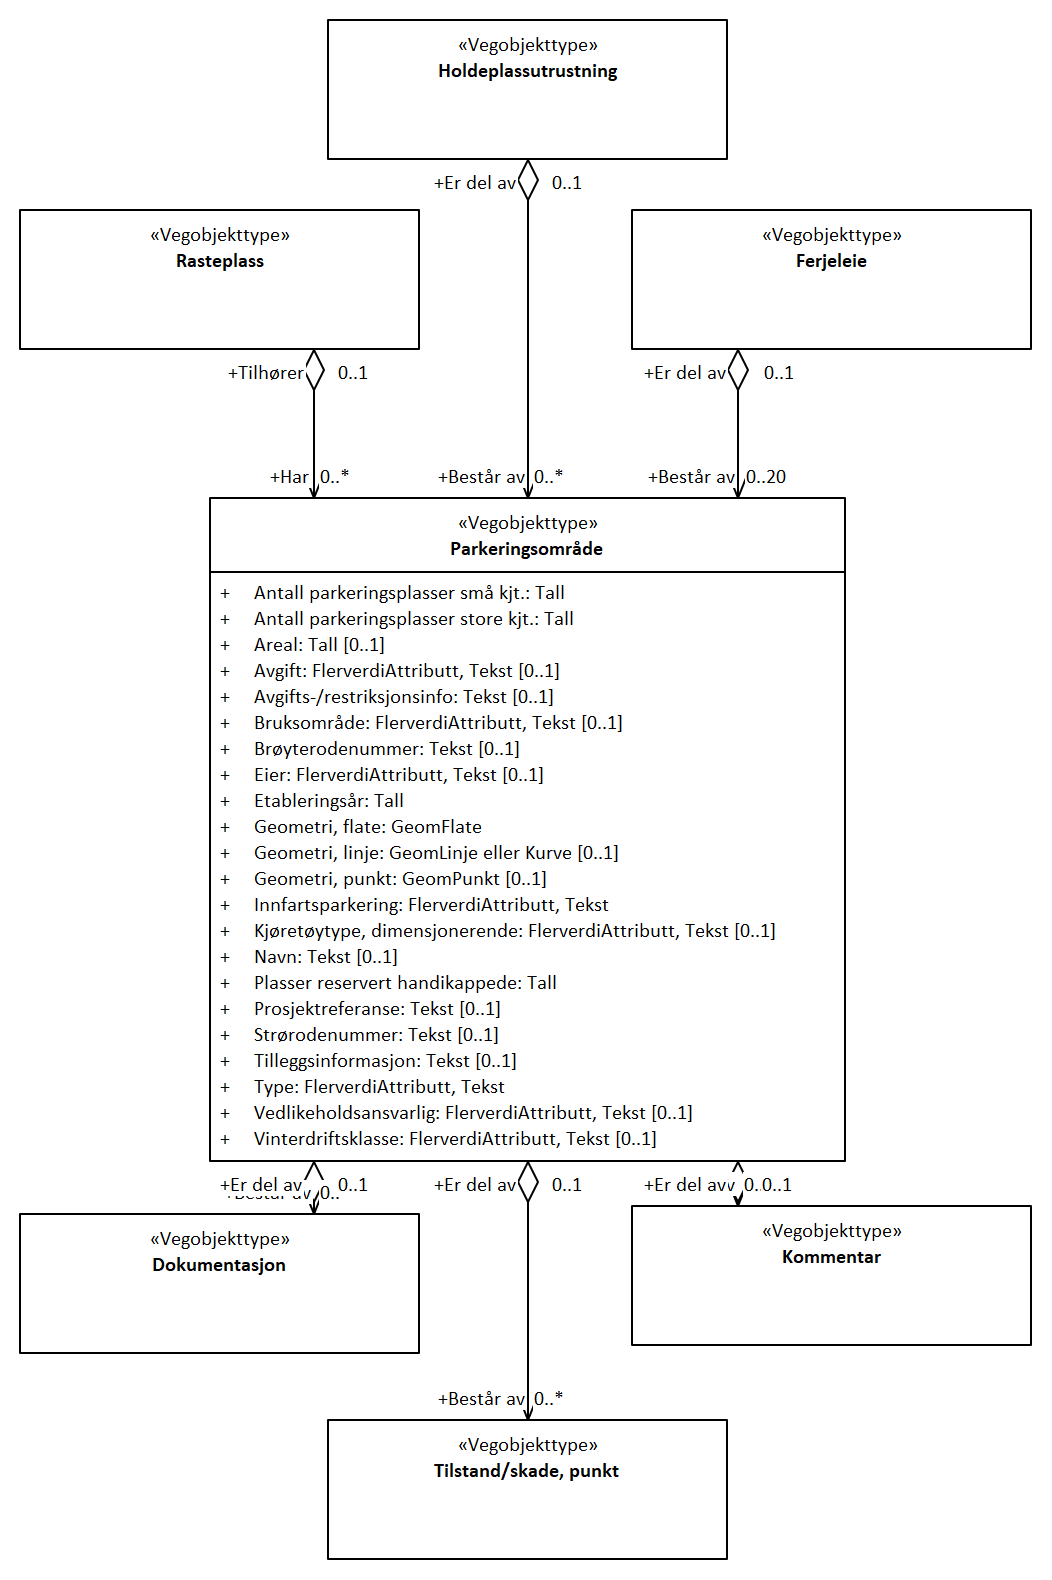 «Vegobjekttype»
Holdeplassutrustning
+Er del av 0..1
«Vegobjekttype»
Rasteplass
«Vegobjekttype»
Ferjeleie
+Tilhører 0..1
+Er del av 0..1
+Har 0..*
+Består av 0..*
+Består av 0..20
«Vegobjekttype»
Parkeringsområde
+ Antall parkeringsplasser små kjt.: Tall
+ Antall parkeringsplasser store kjt.: Tall
+ Areal: Tall [0..1]
+ Avgift: FlerverdiAttributt, Tekst [0..1]
+ Avgifts-/restriksjonsinfo: Tekst [0..1]
+ Bruksområde: FlerverdiAttributt, Tekst [0..1]
+ Brøyterodenummer: Tekst [0..1]
+ Eier: FlerverdiAttributt, Tekst [0..1]
+ Etableringsår: Tall
+ Geometri, flate: GeomFlate
+ Geometri, linje: GeomLinje eller Kurve [0..1]
+ Geometri, punkt: GeomPunkt [0..1]
+ Innfartsparkering: FlerverdiAttributt, Tekst
+ Kjøretøytype, dimensjonerende: FlerverdiAttributt, Tekst [0..1]
+ Navn: Tekst [0..1]
+ Plasser reservert handikappede: Tall
+ Prosjektreferanse: Tekst [0..1]
+ Strørodenummer: Tekst [0..1]
+ Tilleggsinformasjon: Tekst [0..1]
+ Type: FlerverdiAttributt, Tekst
+ Vedlikeholdsansvarlig: FlerverdiAttributt, Tekst [0..1]
+ Vinterdriftsklasse: FlerverdiAttributt, Tekst [0..1]
+Er del av 0..1
+Er del av 0..1
+Er del av 0..1
«Vegobjekttype»
Dokumentasjon
«Vegobjekttype»
Kommentar
+Består av 0..*
«Vegobjekttype»
Tilstand/skade, punkt